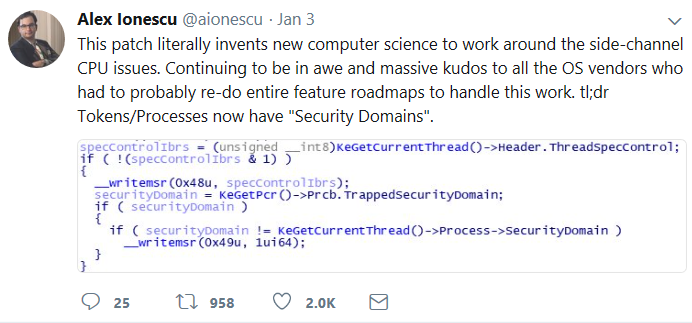 Alex Ionescu @aionescu · Jan 3
This patch literally invents new computer science to work around the side-channel
CPU issues. Continuing to be in awe and massive kudos to all the OS vendors who
had to probably re-do entire feature roadmaps to handle this work. tl;dr
Tokens/Processes now have "Security Domains".
specControlIbrs = (unsigned __int8)KeGetCurrentThread()->Header.ThreadSpecControl;
if ( !(specControlIbrs & 1) )
{
__writemsr(0x48u, specControlIbrs);
securityDomain = KeGetPcr()->Prcb.TrappedSecurityDomain;
if ( securityDomain )
{
if ( securityDomain != KeGetCurrentThread()->Process->SecurityDomain )
__writemsr(0x49u, 1ui64);
}
}
25 958 2.0K